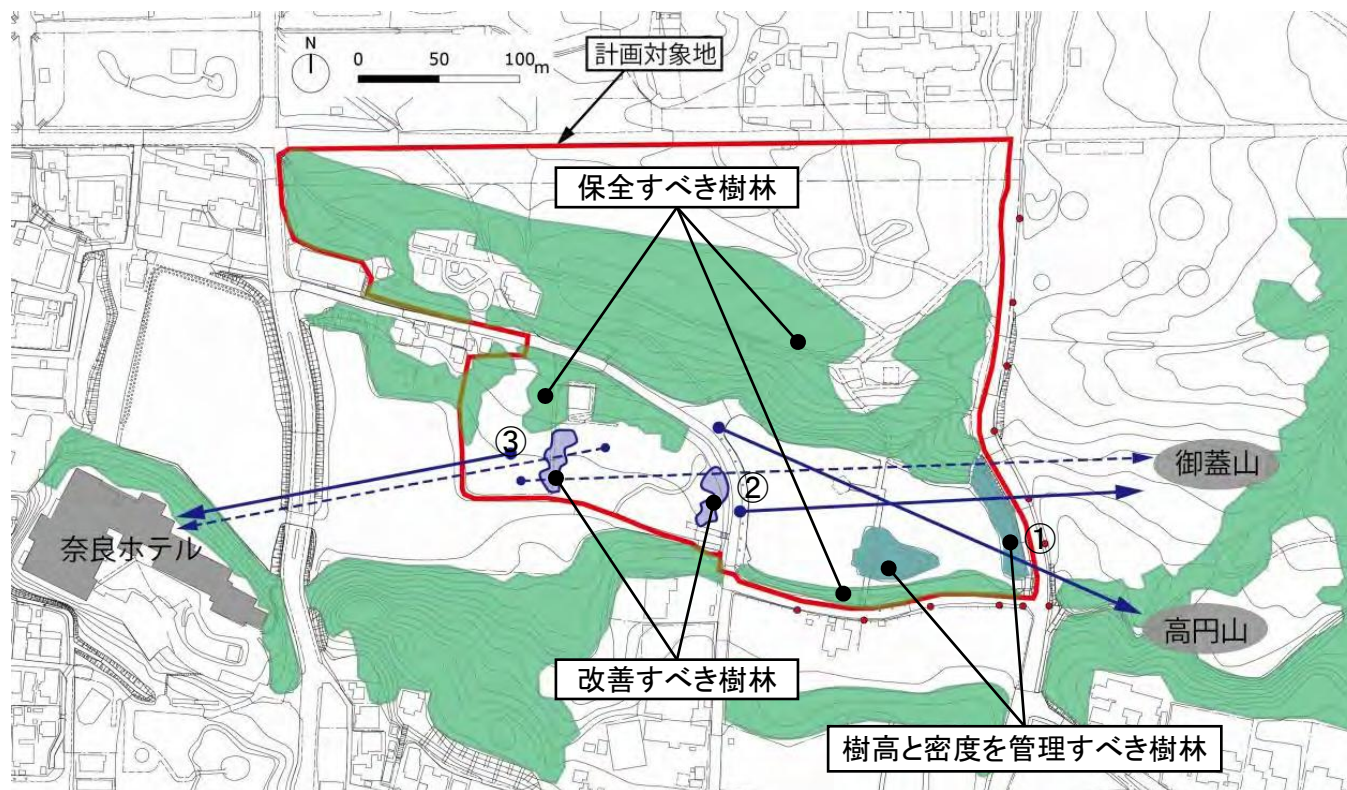 N
0 50 100m
計画対象地
保全すべき樹林
③
②
御蓋山
奈良ホテル
①
高円山
改善すべき樹林
樹高と密度を管理すべき樹林